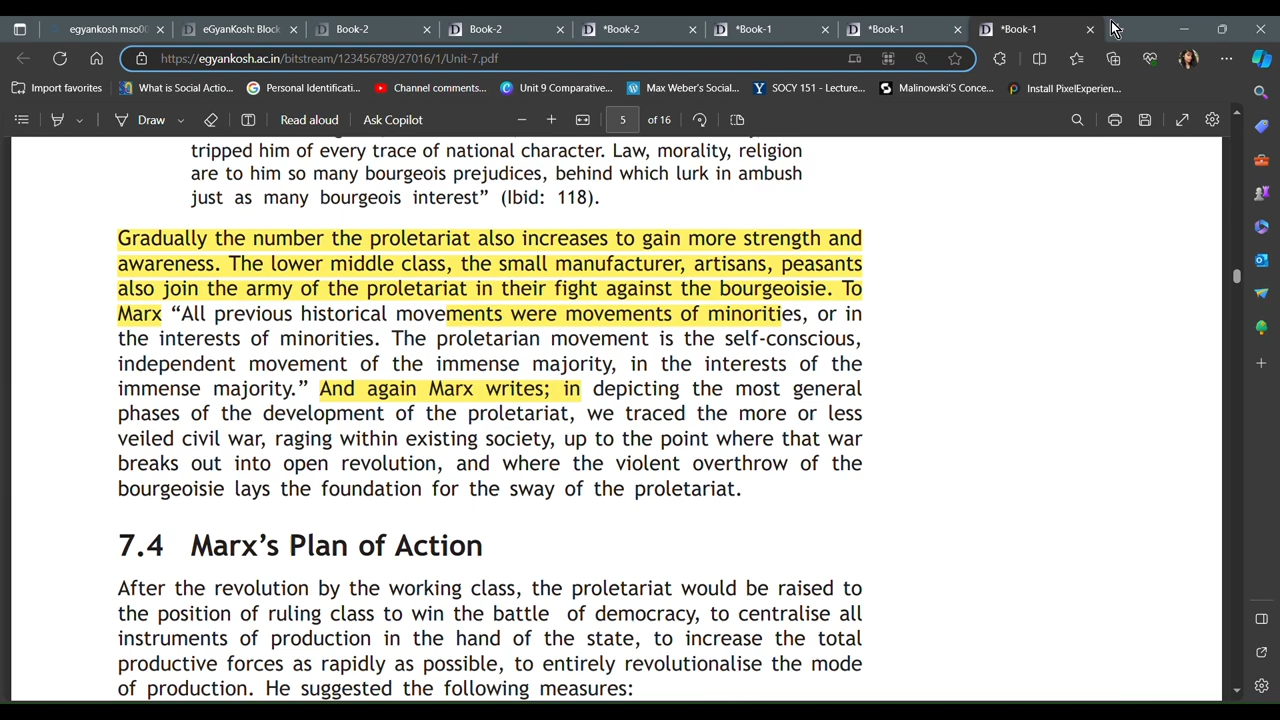 egyankosh mso00
eGyanKosh: Block
Book-2
Book-2
*Book-2
*Book-1
*Book-1
*Book-1
https://egyankosh.ac.in/bitstream/123456789/27016/1/Unit-7.pdf
Import favorites
What is Social Actio...
Personal Identificati...
Channel comments...
Unit 9 Comparative...
Max Weber's Social...
SOCY 151 - Lecture...
Malinowski'S Conce...
Install PixelExperien...
Draw
Read aloud
Ask Copilot
5 of 16
tripped him of every trace of national character. Law, morality, religion
are to him so many bourgeois prejudices, behind which lurk in ambush
just as many bourgeois interest” (Ibid: 118).
Gradually the number the proletariat also increases to gain more strength and
awareness. The lower middle class, the small manufacturer, artisans, peasants
also join the army of the proletariat in their fight against the bourgeoisie. To
Marx “All previous historical movements were movements of minorities, or in
the interests of minorities. The proletarian movement is the self-conscious,
independent movement of the immense majority, in the interests of the
immense majority.” And again Marx writes; in depicting the most general
phases of the development of the proletariat, we traced the more or less
veiled civil war, raging within existing society, up to the point where that war
breaks out into open revolution, and where the violent overthrow of the
bourgeoisie lays the foundation for the sway of the proletariat.
7.4 Marx’s Plan of Action
After the revolution by the working class, the proletariat would be raised to
the position of ruling class to win the battle of democracy, to centralise all
instruments of production in the hand of the state, to increase the total
productive forces as rapidly as possible, to entirely revolutionalise the mode
of production. He suggested the following measures: